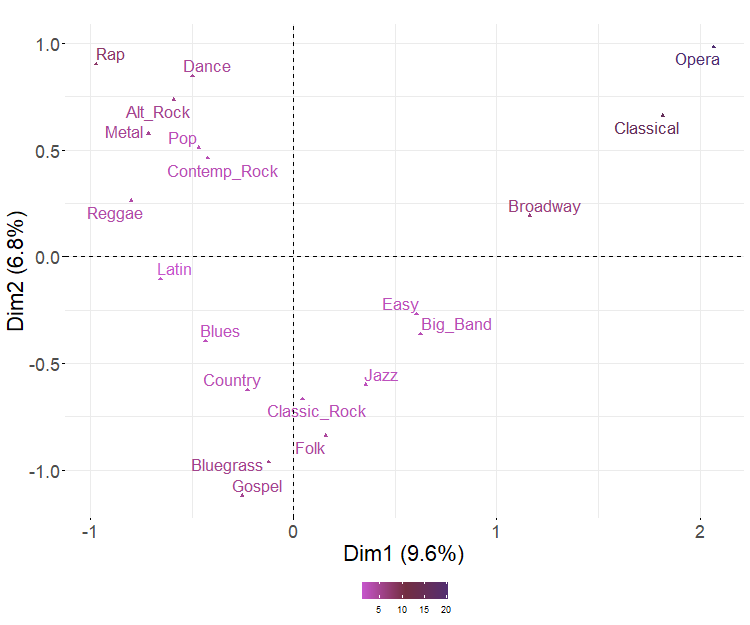 1.0
Rap
Opera
Dance
Alt_Rock
Metal
Pop
Classical
0.5
Contemp_Rock
Reggae
Broadway
0.0
Latin
Easy
Big_Band
Blues
-0.5
Country
Jazz
Classic_Rock
Folk
Bluegrass
-1.0
Gospel
Dim2 (6.8%)
-1 0 1 2
Dim1 (9.6%)
5 10 15 20